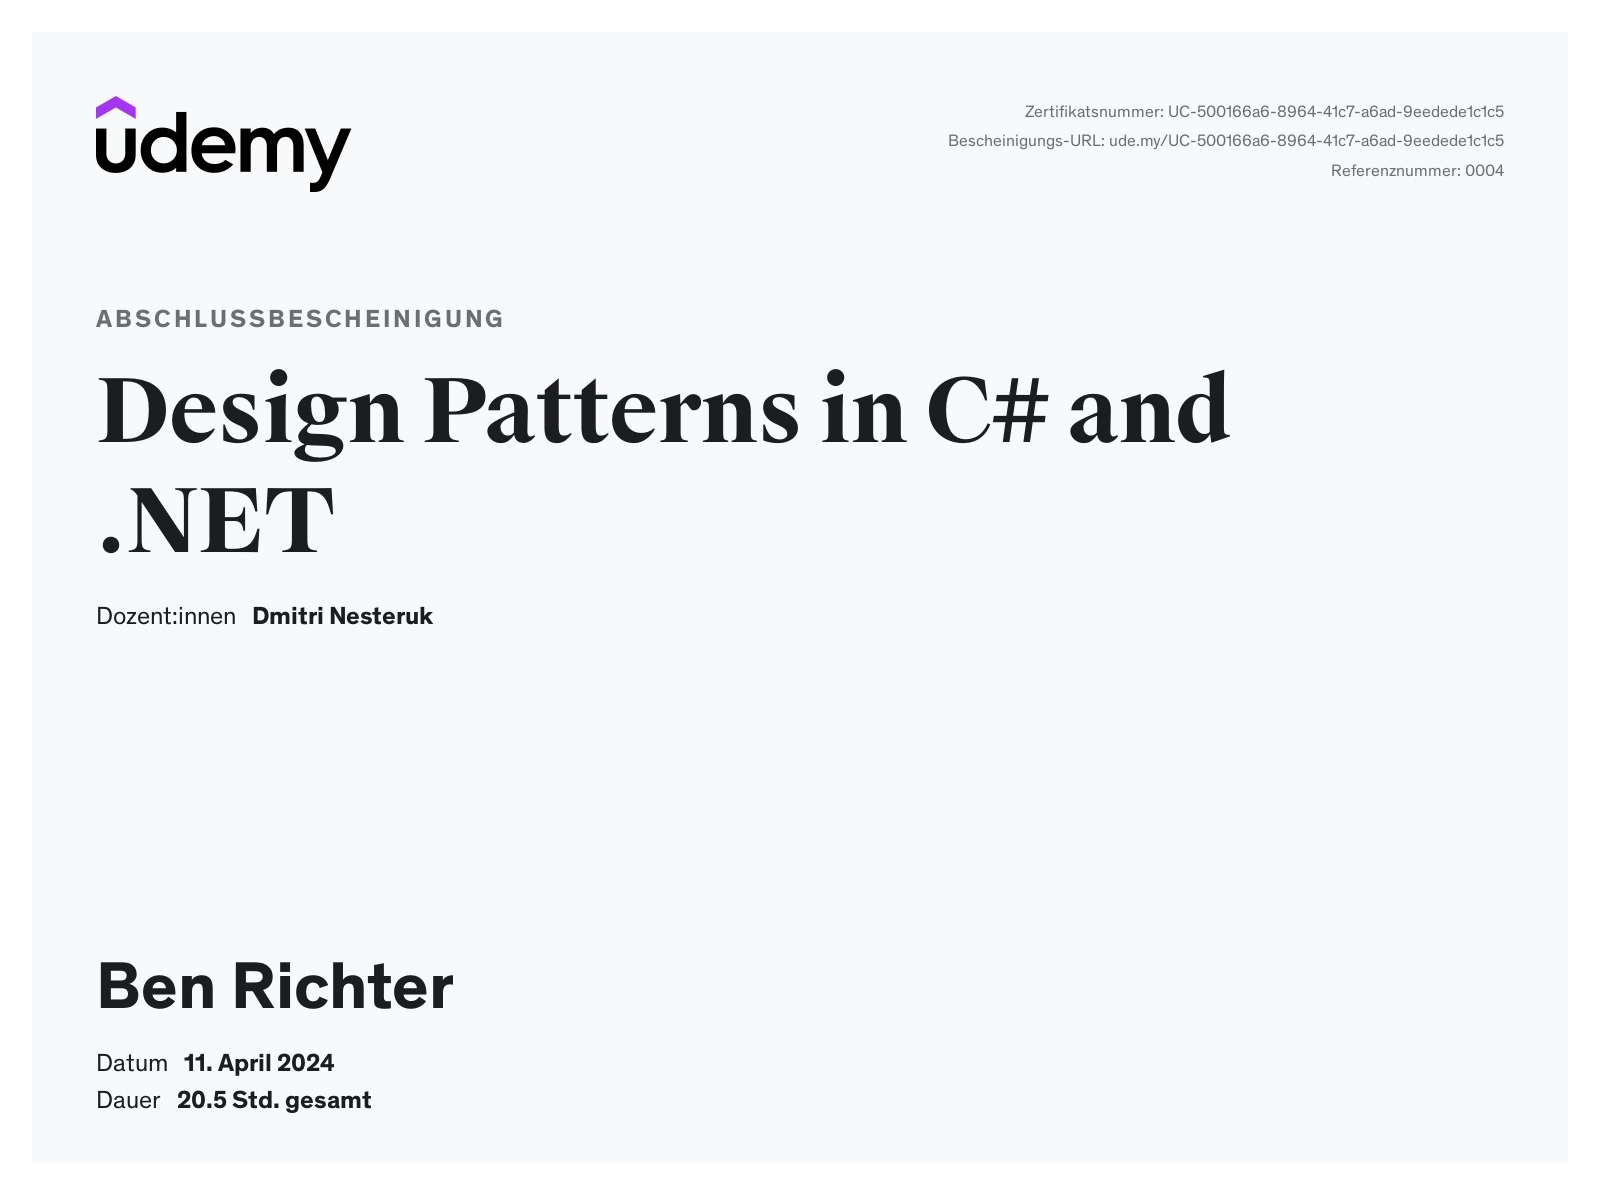 udemy
Zertifikatsnummer: UC-500166a6-8964-41c7-a6ad-9eedede1c1c5
Bescheinigungs-URL: ude.my/UC-500166a6-8964-41c7-a6ad-9eedede1c1c5
Referenznummer: 0004
ABSCHLUSSBESCHEINIGUNG
Design Patterns in C# and
.NET
Dozent:innen Dmitri Nesteruk
Ben Richter
Datum 11. April 2024
Dauer 20.5 Std. gesamt